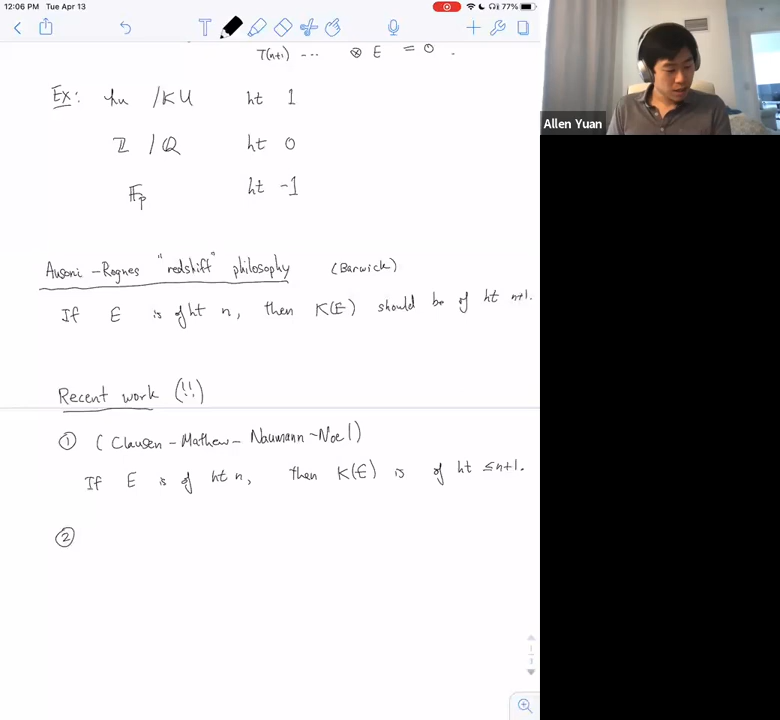 12:06 PM Tue Apr 13
77%
T(n+1) ... ⊗ E = 0 .
Allen Yuan
Ex: ku / KU ht 1
ℤ / ℚ ht 0
𝔽p ht -1
Ausoni - Rognes "redshift" philosophy (Barwick)
If E is of ht n, then K(E) should be of ht n+1.
Recent work (!!)
① (Clausen - Mathew - Naumann - Noel)
If E is of ht n, then K(E) is of ht ≤ n+1.
②